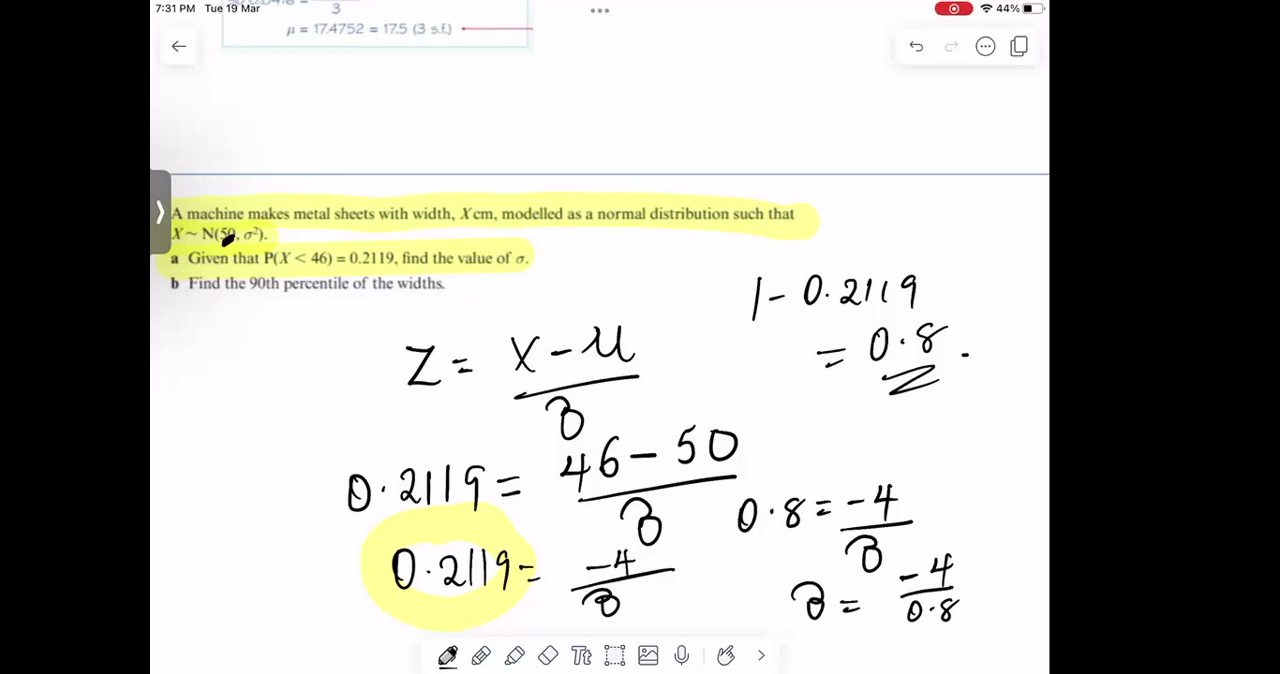 7:31 PM Tue 19 Mar
44%
3
μ = 17.4752 = 17.5 (3 s.f.)
A machine makes metal sheets with width, X cm, modelled as a normal distribution such that
X ~ N(50, σ²).
a Given that P(X < 46) = 0.2119, find the value of σ.
b Find the 90th percentile of the widths.
1 - 0.2119
= 0.8
Z = X - μ
σ
0.2119 = 46 - 50
σ
0.8 = -4
σ
0.2119 = -4
σ
σ = -4
0.8
Tt